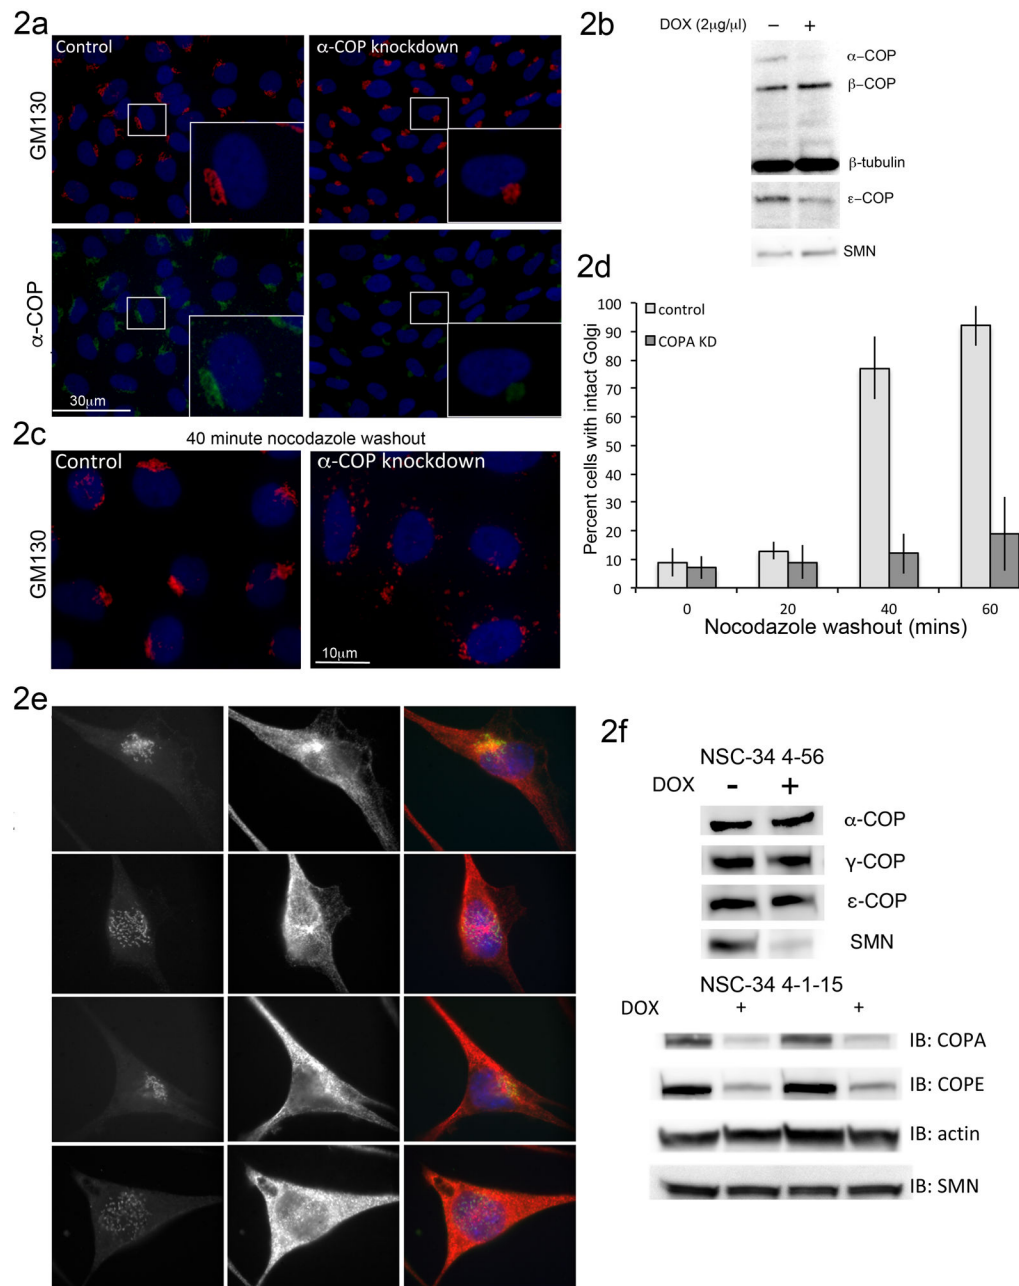 2a
Control
α-COP knockdown
GM130
α-COP
30μm
2b
DOX (2μg/μl)
– +
α–COP
β–COP
β-tubulin
ε–COP
SMN
2c
40 minute nocodazole washout
Control
α-COP knockdown
GM130
10μm
2d
control
COPA KD
Percent cells with intact Golgi
100
90
80
70
60
50
40
30
20
10
0
0 20 40 60
Nocodazole washout (mins)
2e
2f
NSC-34 4-56
DOX - +
α-COP
γ-COP
ε-COP
SMN
NSC-34 4-1-15
DOX + +
IB: COPA
IB: COPE
IB: actin
IB: SMN